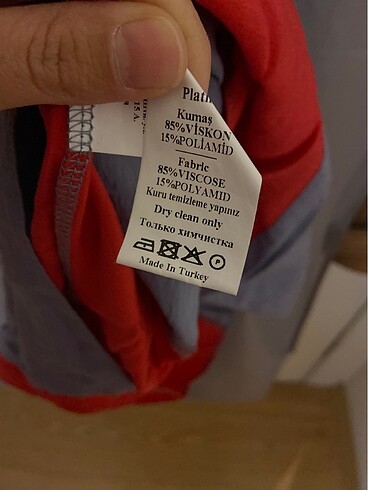 Kumaş
85%VİSKON
15%POLİAMİD
Fabric
85%VISCOSE
15%POLYAMID
Kuru temizleme yapınız
Dry clean only
Только химчистка
P
Made In Turkey
15 A.